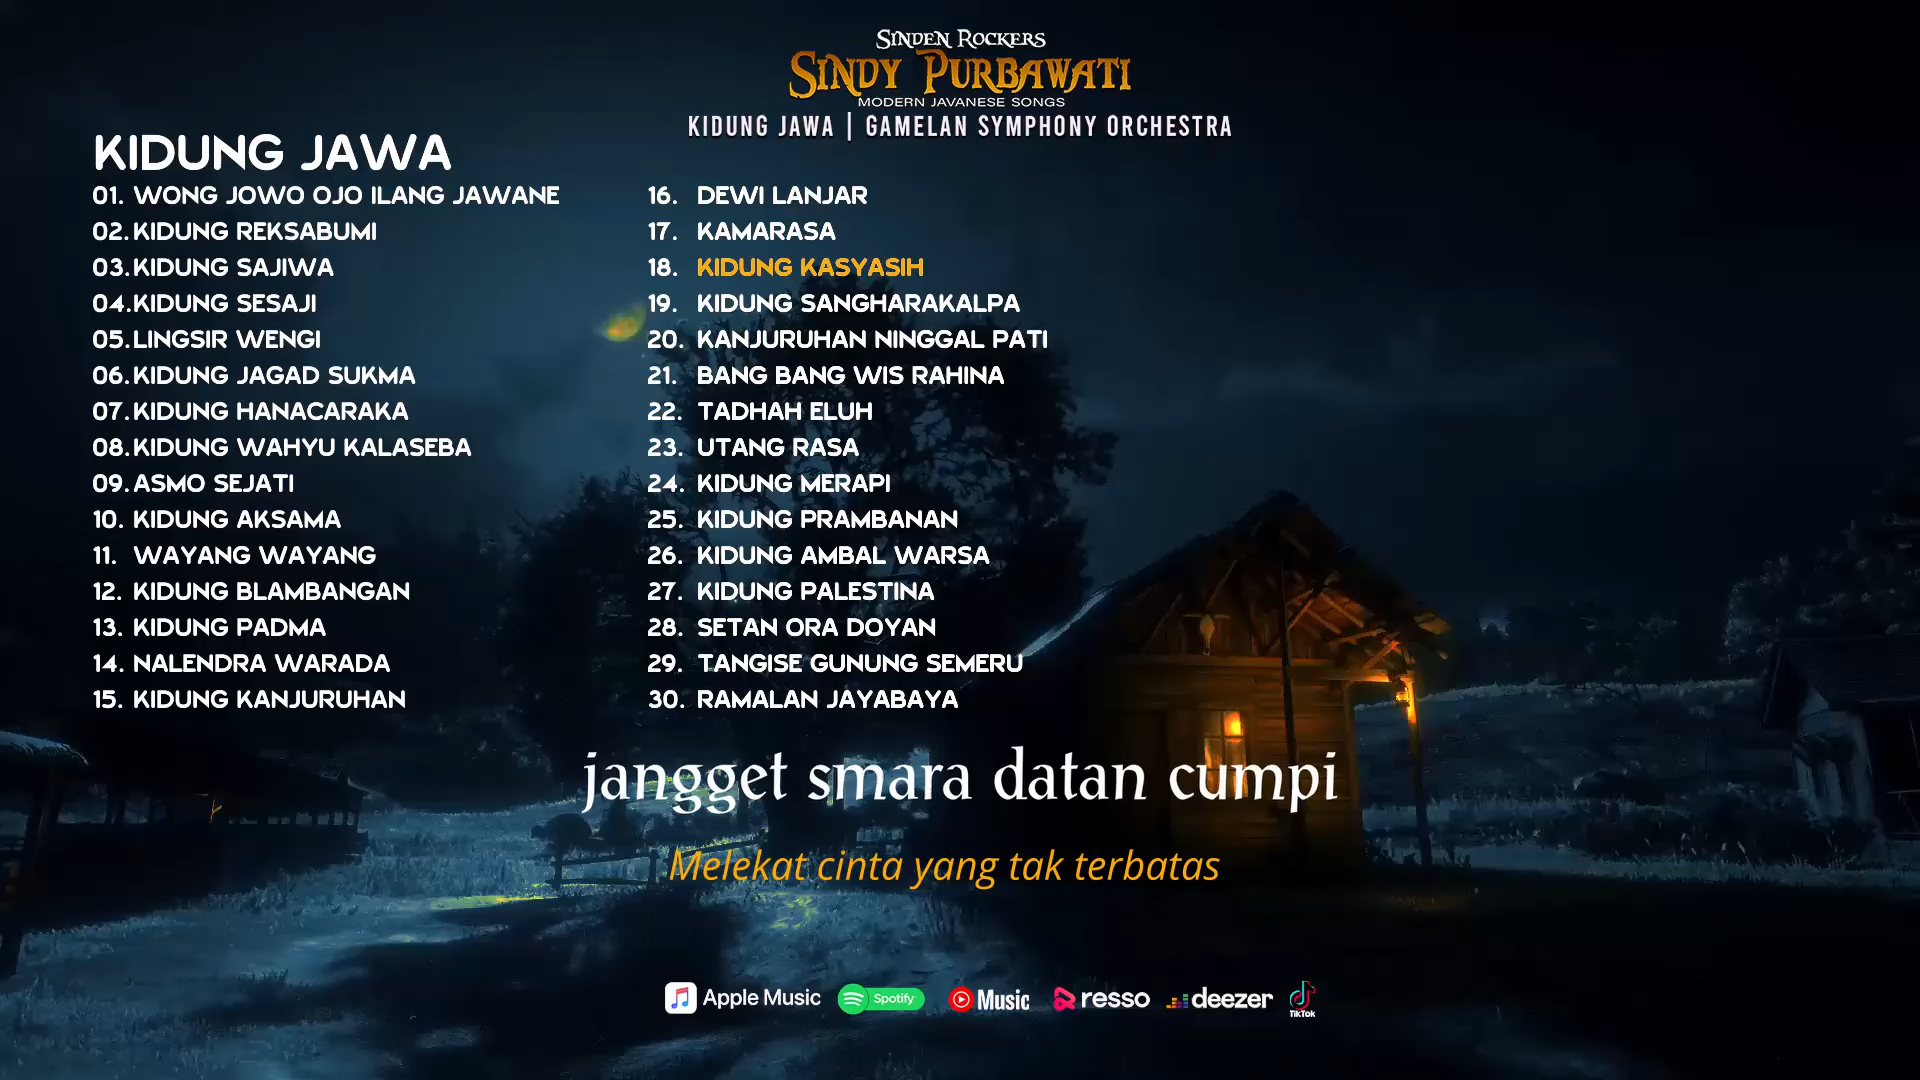 SINDEN ROCKERS
SINDY PURBAWATI
MODERN JAVANESE SONGS
KIDUNG JAWA | GAMELAN SYMPHONY ORCHESTRA
KIDUNG JAWA
01. WONG JOWO OJO ILANG JAWANE
02. KIDUNG REKSABUMI
03. KIDUNG SAJIWA
04. KIDUNG SESAJI
05. LINGSIR WENGI
06. KIDUNG JAGAD SUKMA
07. KIDUNG HANACARAKA
08. KIDUNG WAHYU KALASEBA
09. ASMO SEJATI
10. KIDUNG AKSAMA
11. WAYANG WAYANG
12. KIDUNG BLAMBANGAN
13. KIDUNG PADMA
14. NALENDRA WARADA
15. KIDUNG KANJURUHAN
16. DEWI LANJAR
17. KAMARASA
18. KIDUNG KASYASIH
19. KIDUNG SANGHARAKALPA
20. KANJURUHAN NINGGAL PATI
21. BANG BANG WIS RAHINA
22. TADHAH ELUH
23. UTANG RASA
24. KIDUNG MERAPI
25. KIDUNG PRAMBANAN
26. KIDUNG AMBAL WARSA
27. KIDUNG PALESTINA
28. SETAN ORA DOYAN
29. TANGISE GUNUNG SEMERU
30. RAMALAN JAYABAYA
jangget smara datan cumpi
Melekat cinta yang tak terbatas
Apple Music Spotify Music resso deezer TikTok